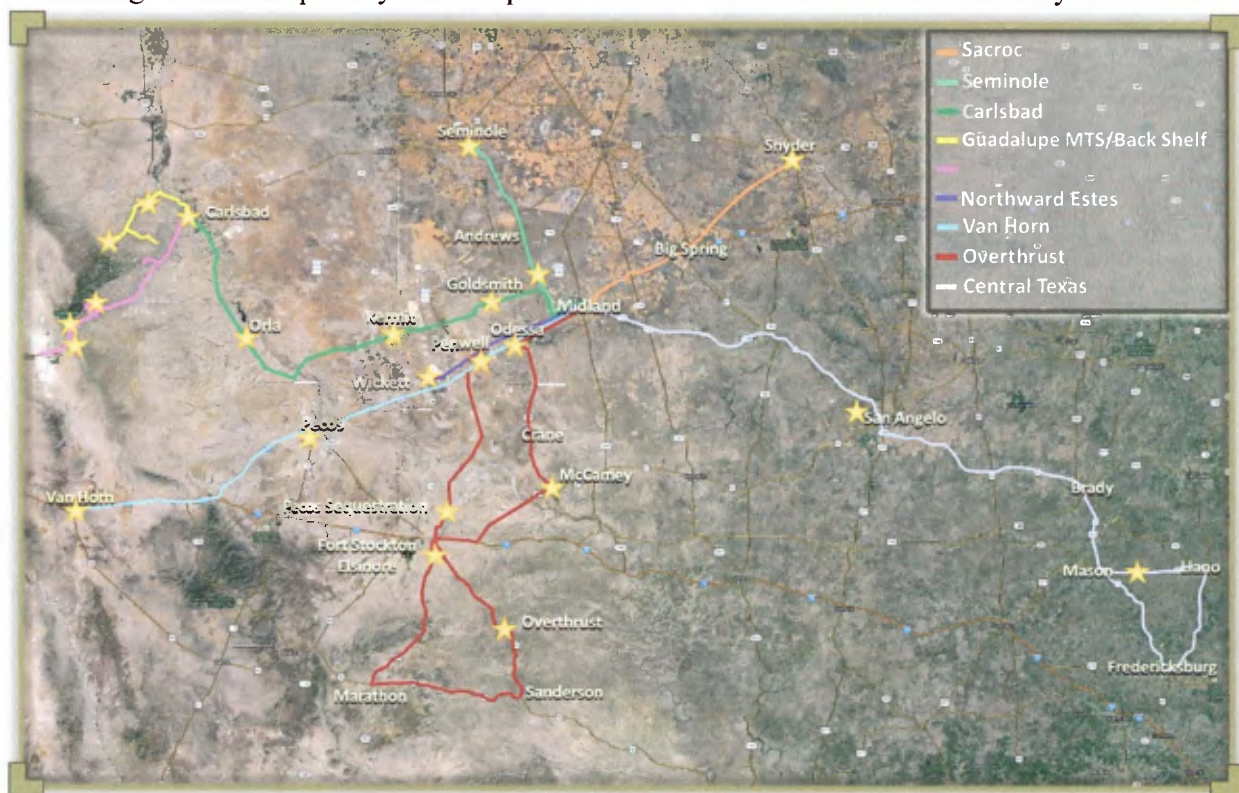 Sacroc
Seminole
Carlsbad
Guadalupe MTS/Back Shelf
Northward Estes
Van Horn
Overthrust
Central Texas
Seminole
Snyder
Carlsbad
Andrews
Big Spring
Goldsmith
Midland
Orla
Kermit
Odessa
Wickett
Pecos
San Angelo
Crane
McCamey
Van Horn
Pecos Sequestration
Brady
Fort Stockton
Elsinore
Mason
Overthrust
Fredericksburg
Marathon
Sanderson